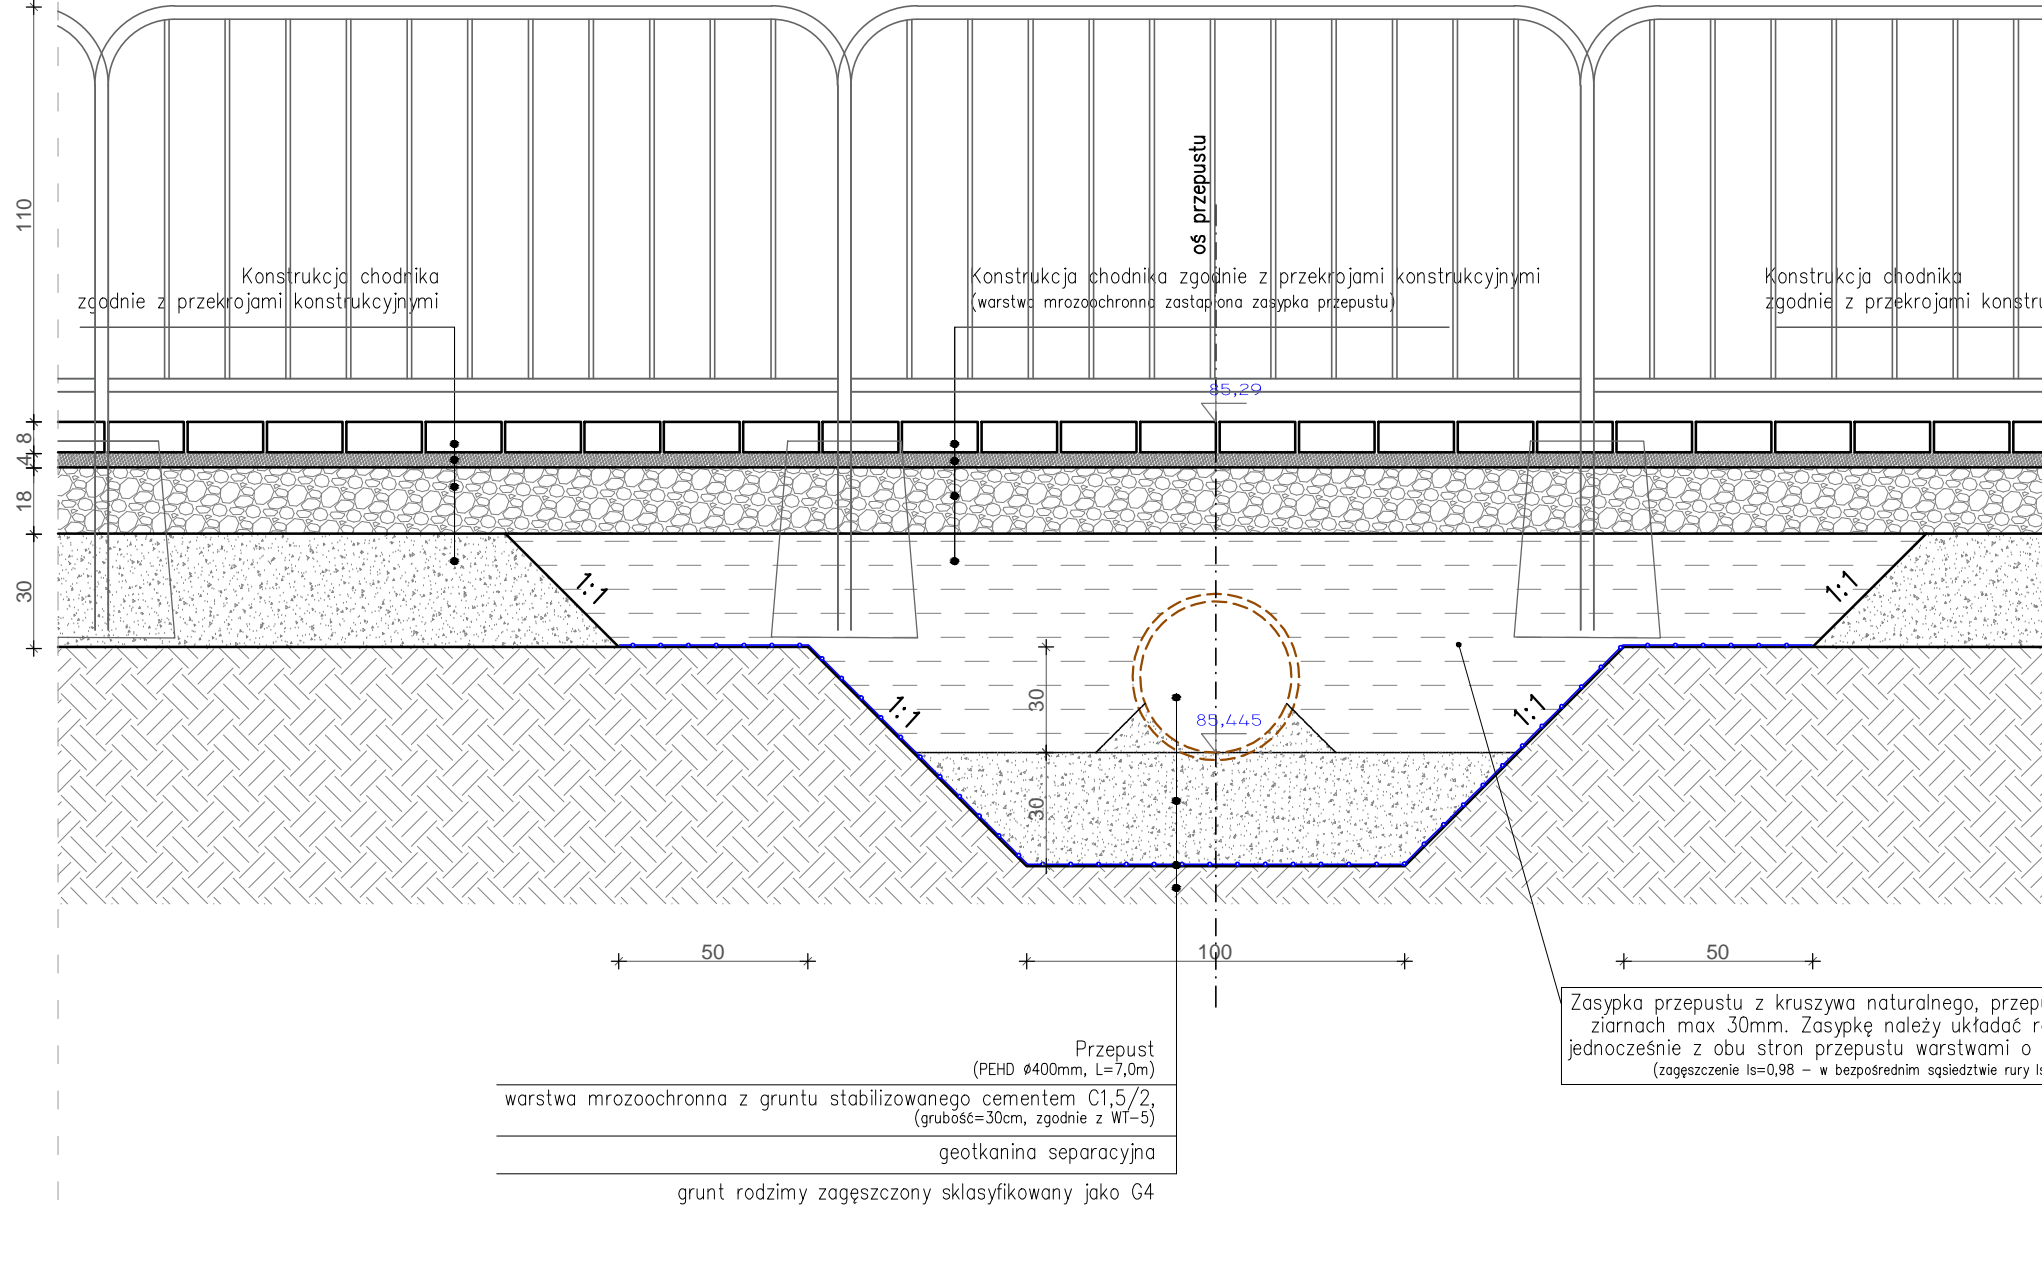 110
oś przepustu
Konstrukcja chodnika
zgodnie z przekrojami konstrukcyjnymi
Konstrukcja chodnika zgodnie z przekrojami konstrukcyjnymi
(warstwa mrozoochronna zastapiona zasypka przepustu)
Konstrukcja chodnika
zgodnie z przekrojami konstru
85,29
8
4
18
30
1:1
1:1
1:1
1:1
30
85,445
30
50
100
50
Zasypka przepustu z kruszywa naturalnego, przepu
ziarnach max 30mm. Zasypkę należy układać r
jednocześnie z obu stron przepustu warstwami o
(zagęszczenie Is=0,98 – w bezpośrednim sąsiedztwie rury Is
Przepust
(PEHD ø400mm, L=7,0m)
warstwa mrozoochronna z gruntu stabilizowanego cementem C1,5/2,
(grubość=30cm, zgodnie z WT-5)
geotkanina separacyjna
grunt rodzimy zagęszczony sklasyfikowany jako G4